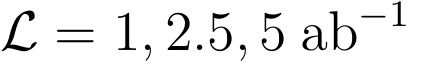 ℒ = 1, 2.5, 5 ab⁻¹